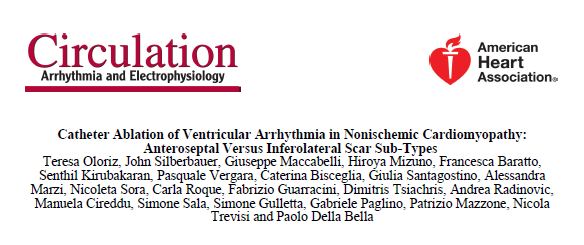 Circulation
Arrhythmia and Electrophysiology
American
Heart
Association®
Catheter Ablation of Ventricular Arrhythmia in Nonischemic Cardiomyopathy:
Anteroseptal Versus Inferolateral Scar Sub-Types
Teresa Oloriz, John Silberbauer, Giuseppe Maccabelli, Hiroya Mizuno, Francesca Baratto,
Senthil Kirubakaran, Pasquale Vergara, Caterina Bisceglia, Giulia Santagostino, Alessandra
Marzi, Nicoleta Sora, Carla Roque, Fabrizio Guarracini, Dimitris Tsiachris, Andrea Radinovic,
Manuela Cireddu, Simone Sala, Simone Gulletta, Gabriele Paglino, Patrizio Mazzone, Nicola
Trevisi and Paolo Della Bella